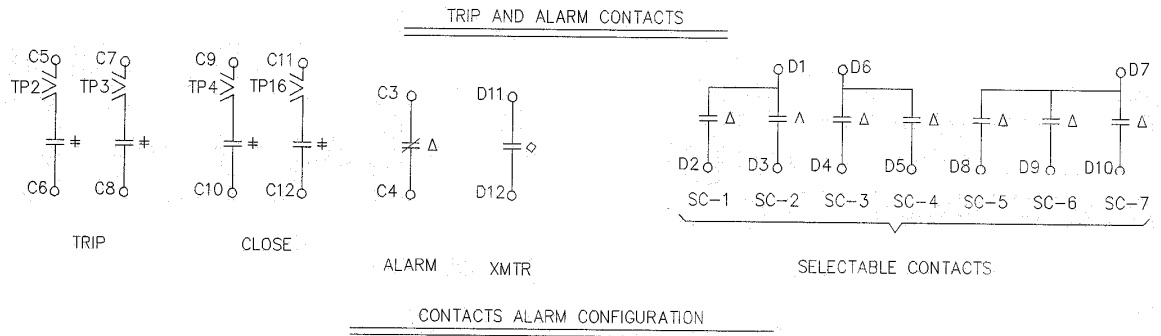 TRIP AND ALARM CONTACTS
C5 C7 C9 C11 D1 D6 D7
TP2 TP3 TP4 TP16
C3 D11
ǂ ǂ ǂ ǂ Δ ◇ Δ Λ Δ Δ Δ Δ Δ
D2 D3 D4 D5 D8 D9 D10
C6 C8 C10 C12 C4 D12
SC-1 SC-2 SC-3 SC-4 SC-5 SC-6 SC-7
TRIP CLOSE
ALARM XMTR SELECTABLE CONTACTS
CONTACTS ALARM CONFIGURATION